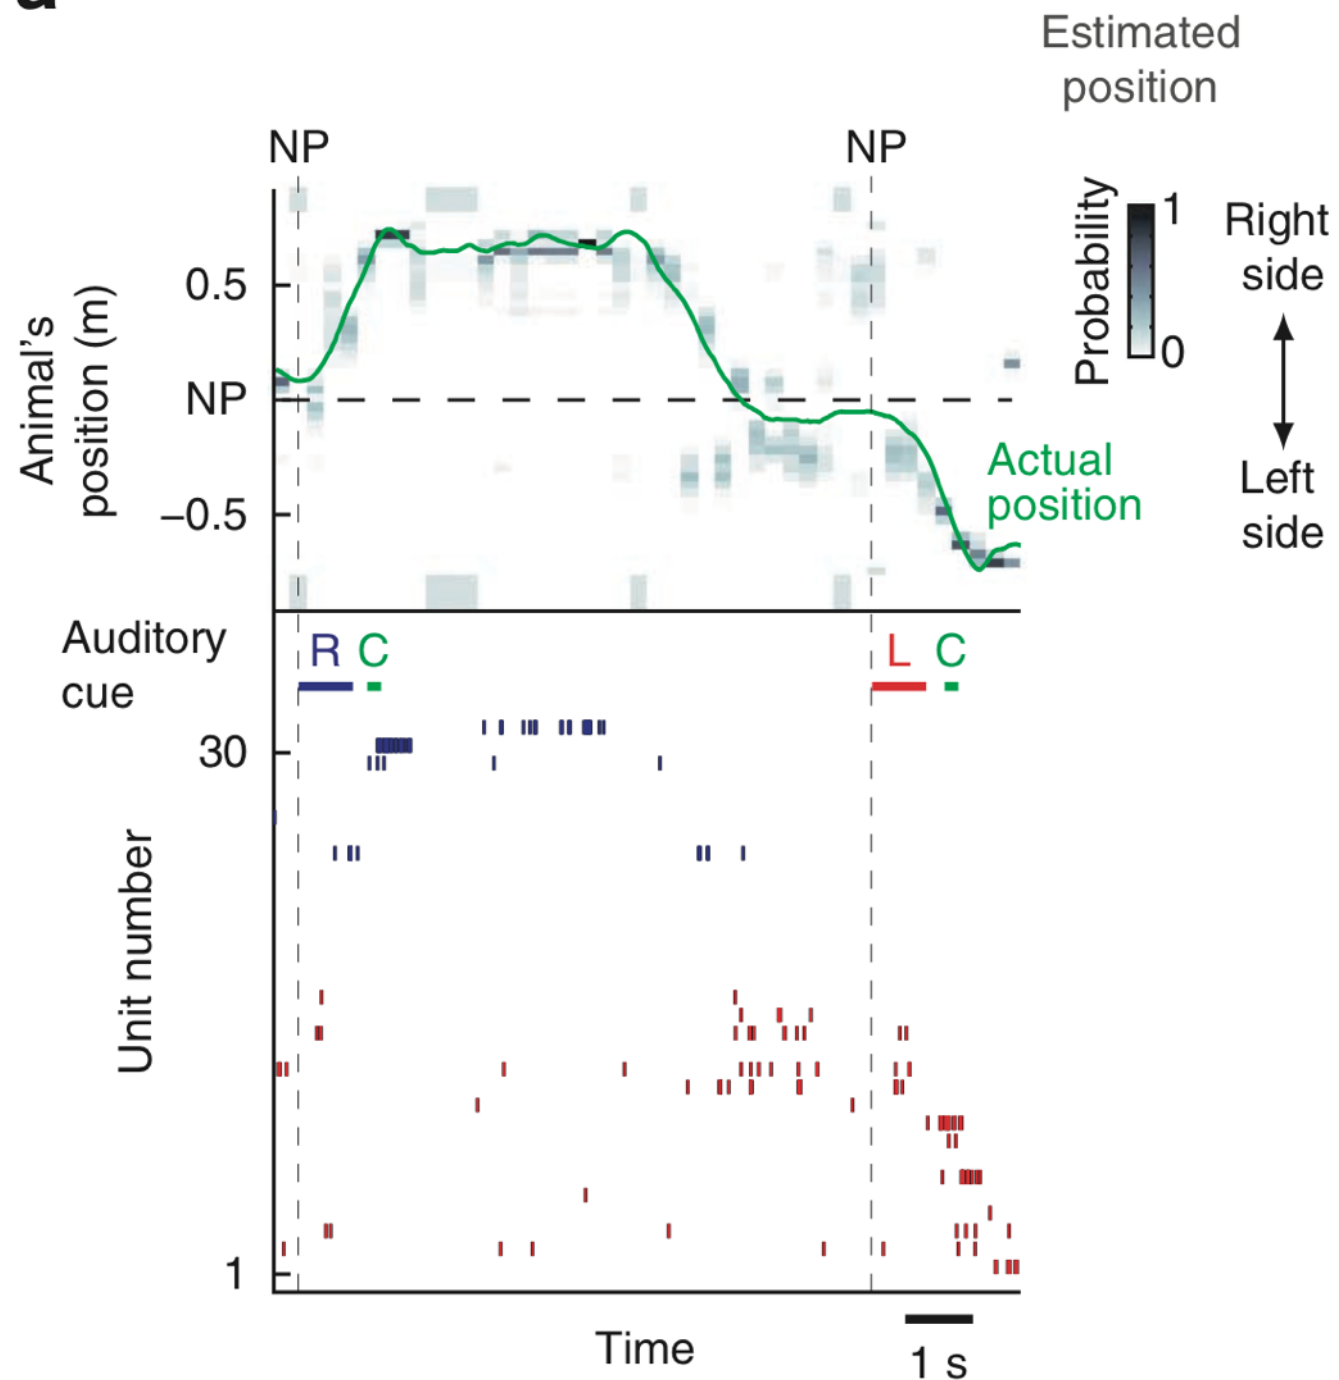 a
Estimated
position
NP
NP
Probability
1
0
Right
side
Left
side
Animal's
position (m)
0.5
NP
−0.5
Actual
position
Auditory
cue
R
C
L
C
Unit number
30
1
Time
1 s